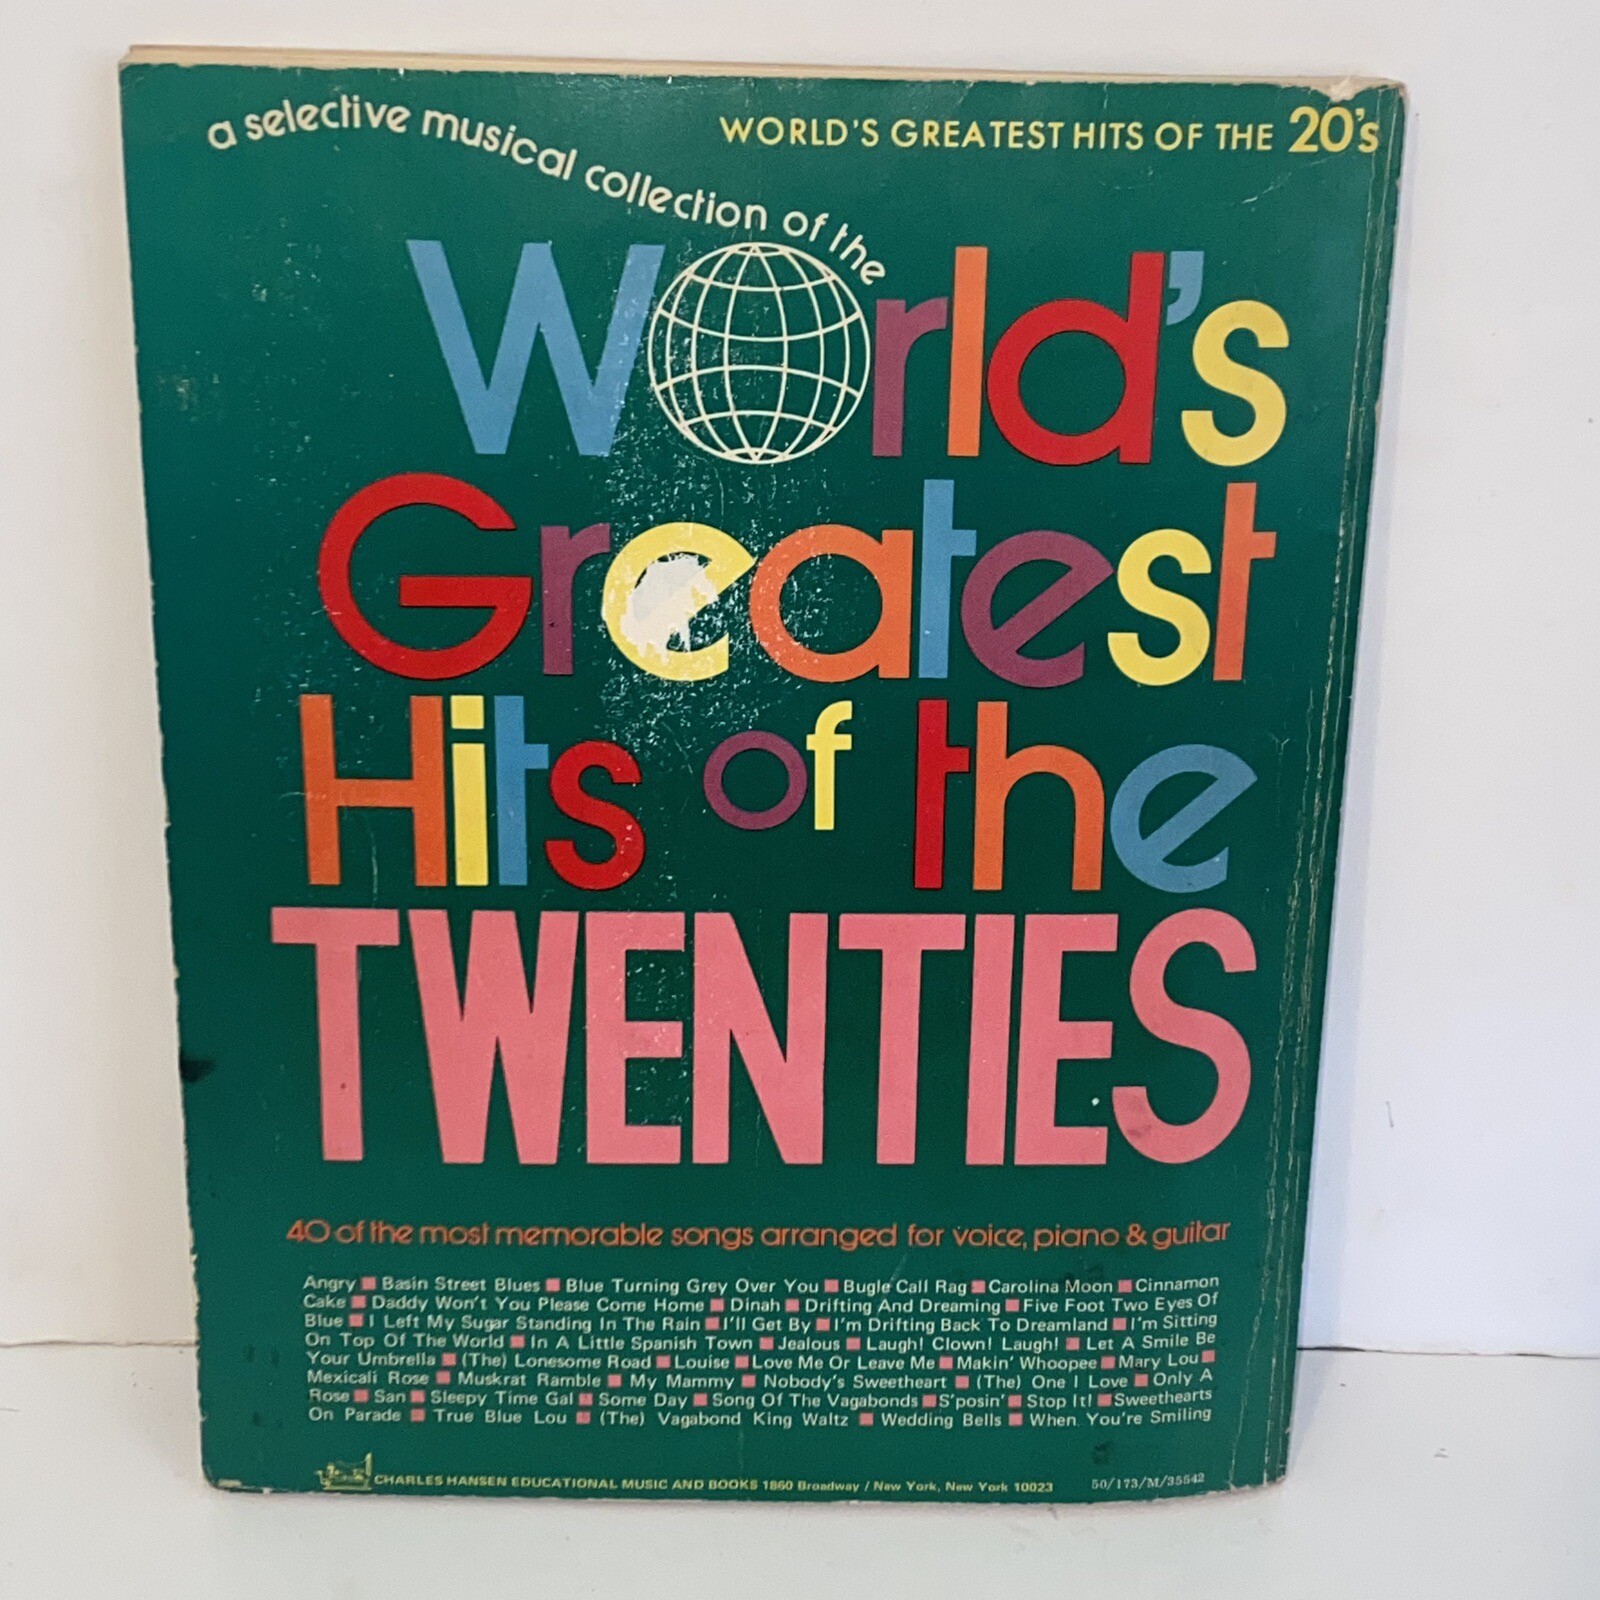 WORLD'S GREATEST HITS OF THE 20's
a selective musical collection of the
World's
Greatest
Hits of the
TWENTIES
40 of the most memorable songs arranged for voice, piano & guitar
Angry ■ Basin Street Blues ■ Blue Turning Grey Over You ■ Bugle Call Rag ■ Carolina Moon ■ Cinnamon
Cake ■ Daddy Won't You Please Come Home ■ Dinah ■ Drifting And Dreaming ■ Five Foot Two Eyes Of
Blue ■ I Left My Sugar Standing In The Rain ■ I'll Get By ■ I'm Drifting Back To Dreamland ■ I'm Sitting
On Top Of The World ■ In A Little Spanish Town ■ Jealous ■ Laugh! Clown! Laugh! ■ Let A Smile Be
Your Umbrella ■ (The) Lonesome Road ■ Louise ■ Love Me Or Leave Me ■ Makin' Whoopee ■ Mary Lou ■
Mexicali Rose ■ Muskrat Ramble ■ My Mammy ■ Nobody's Sweetheart ■ (The) One I Love ■ Only A
Rose ■ San ■ Sleepy Time Gal ■ Some Day ■ Song Of The Vagabonds ■ S'posin' ■ Stop It! ■ Sweethearts
On Parade ■ True Blue Lou ■ (The) Vagabond King Waltz ■ Wedding Bells ■ When You're Smiling
CHARLES HANSEN EDUCATIONAL MUSIC AND BOOKS 1860 Broadway / New York, New York 10023
50/173/M/35542